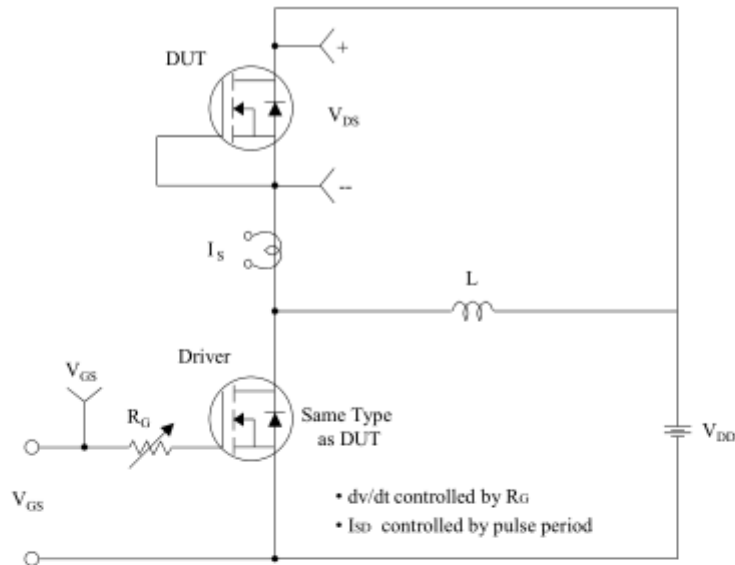 DUT
+
VDS
--
IS
L
Driver
VGS
RG
Same Type
as DUT
VDD
VGS
• dv/dt controlled by RG
• ISD controlled by pulse period